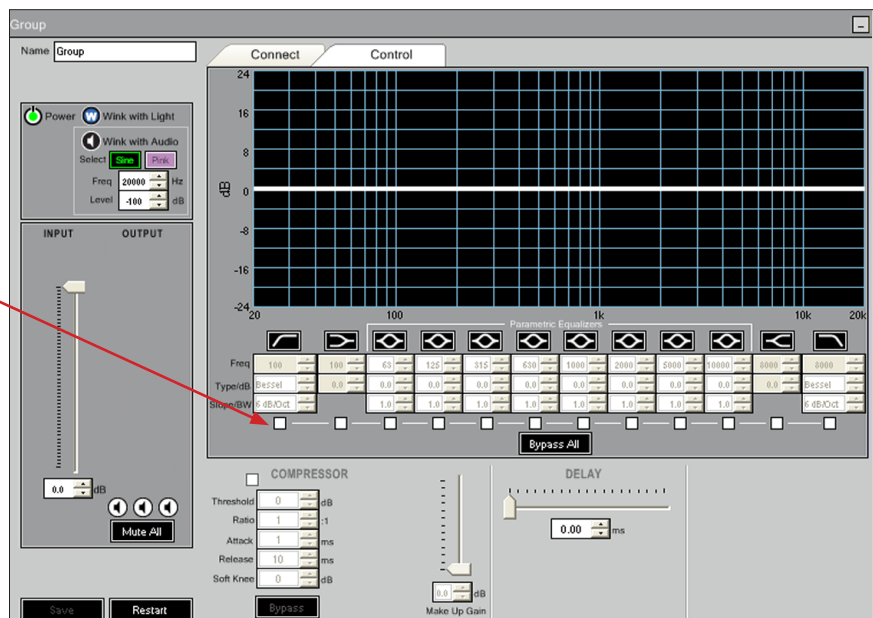 Group
Name Group
Connect Control
Power W Wink with Light
Wink with Audio
Select Sine Pink
Freq 20000 Hz
Level -100 dB
INPUT OUTPUT
0.0 dB
Mute All
Save Restart
24
16
8
dB 0
-8
-16
-24
20 100 1k 10k 20k
Parametric Equalizers
Freq 100 100 63 125 315 630 1000 2000 5000 10000 8000 8000
Type/dB Bessel 0.0 0.0 0.0 0.0 0.0 0.0 0.0 0.0 0.0 0.0 Bessel
Slope/BW 6 dB/Oct 1.0 1.0 1.0 1.0 1.0 1.0 1.0 1.0 6 dB/Oct
Bypass All
COMPRESSOR
Threshold 0 dB
Ratio 1 :1
Attack 1 ms
Release 10 ms
Soft Knee 0 dB
Bypass
0.0 dB
Make Up Gain
DELAY
0.00 ms